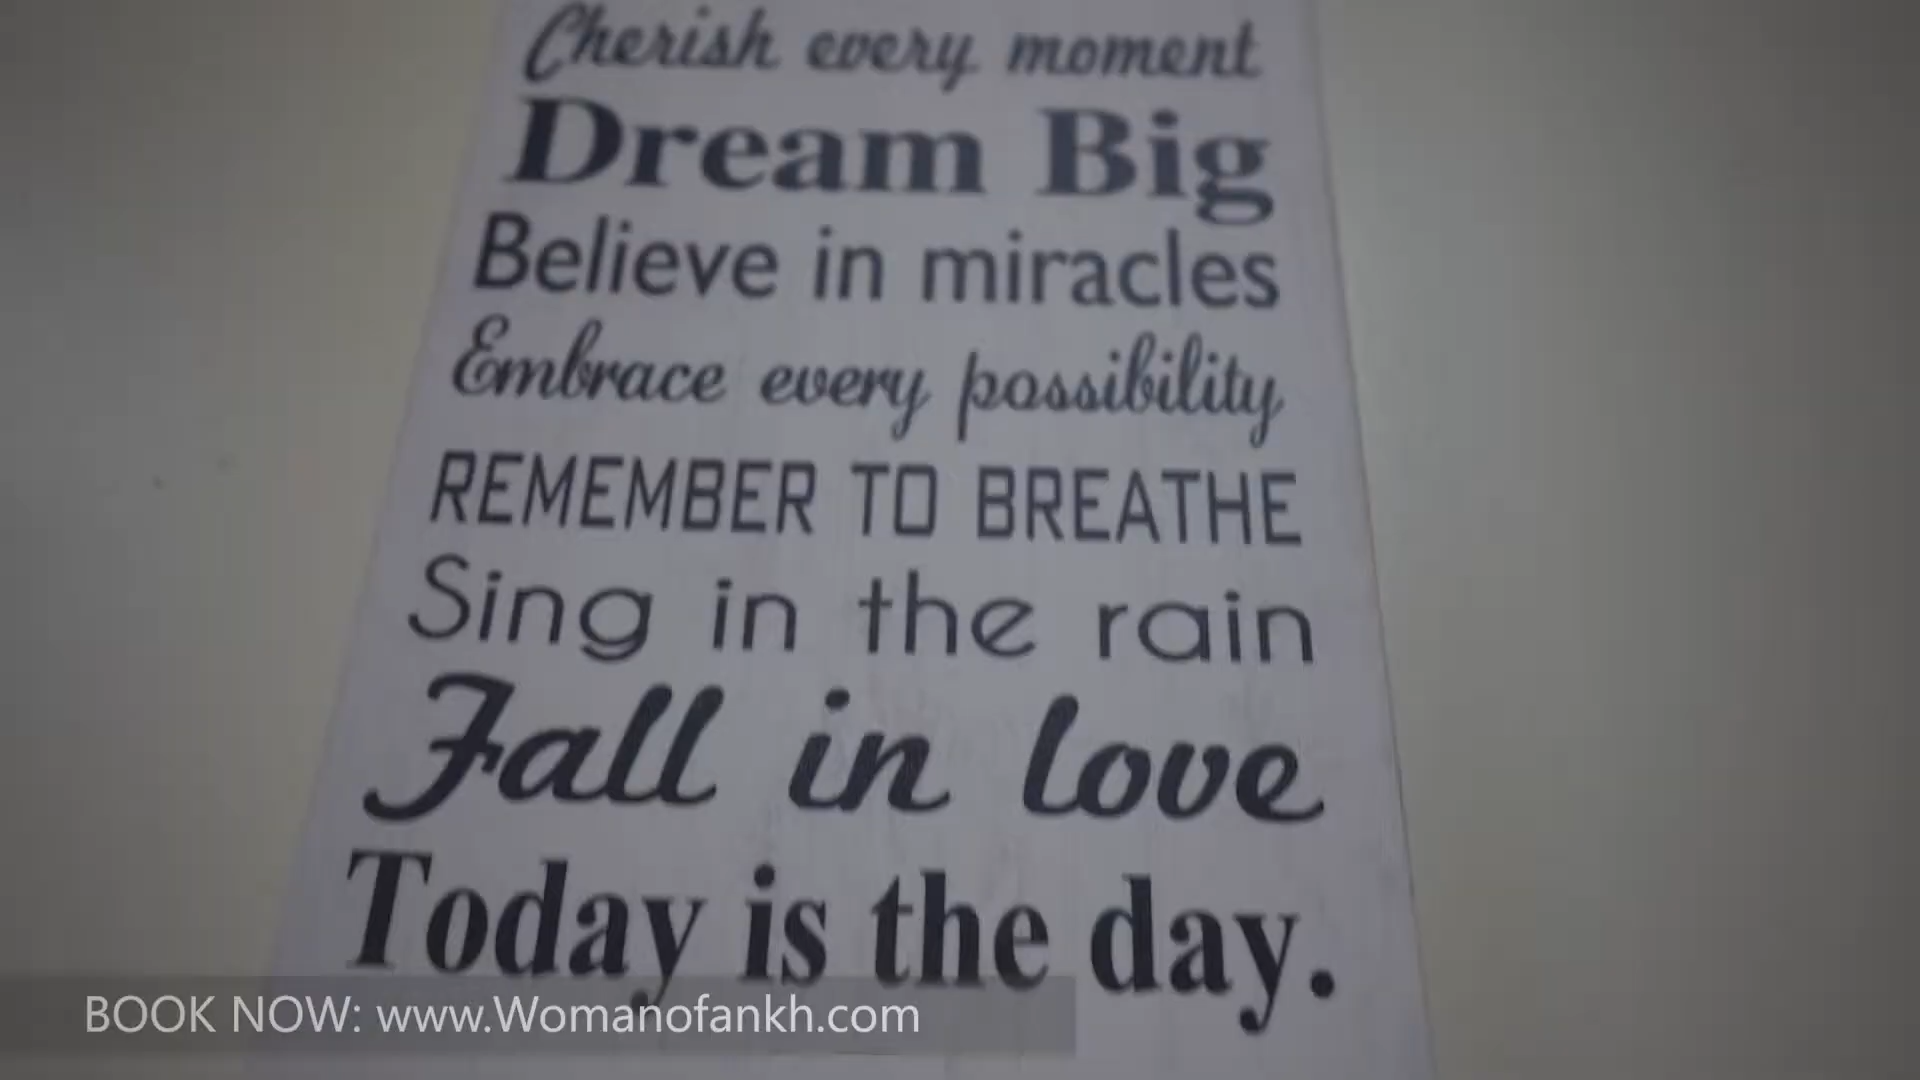 Cherish every moment
Dream Big
Believe in miracles
Embrace every possibility
REMEMBER TO BREATHE
Sing in the rain
Fall in love
Today is the day.
BOOK NOW: www.Womanofankh.com